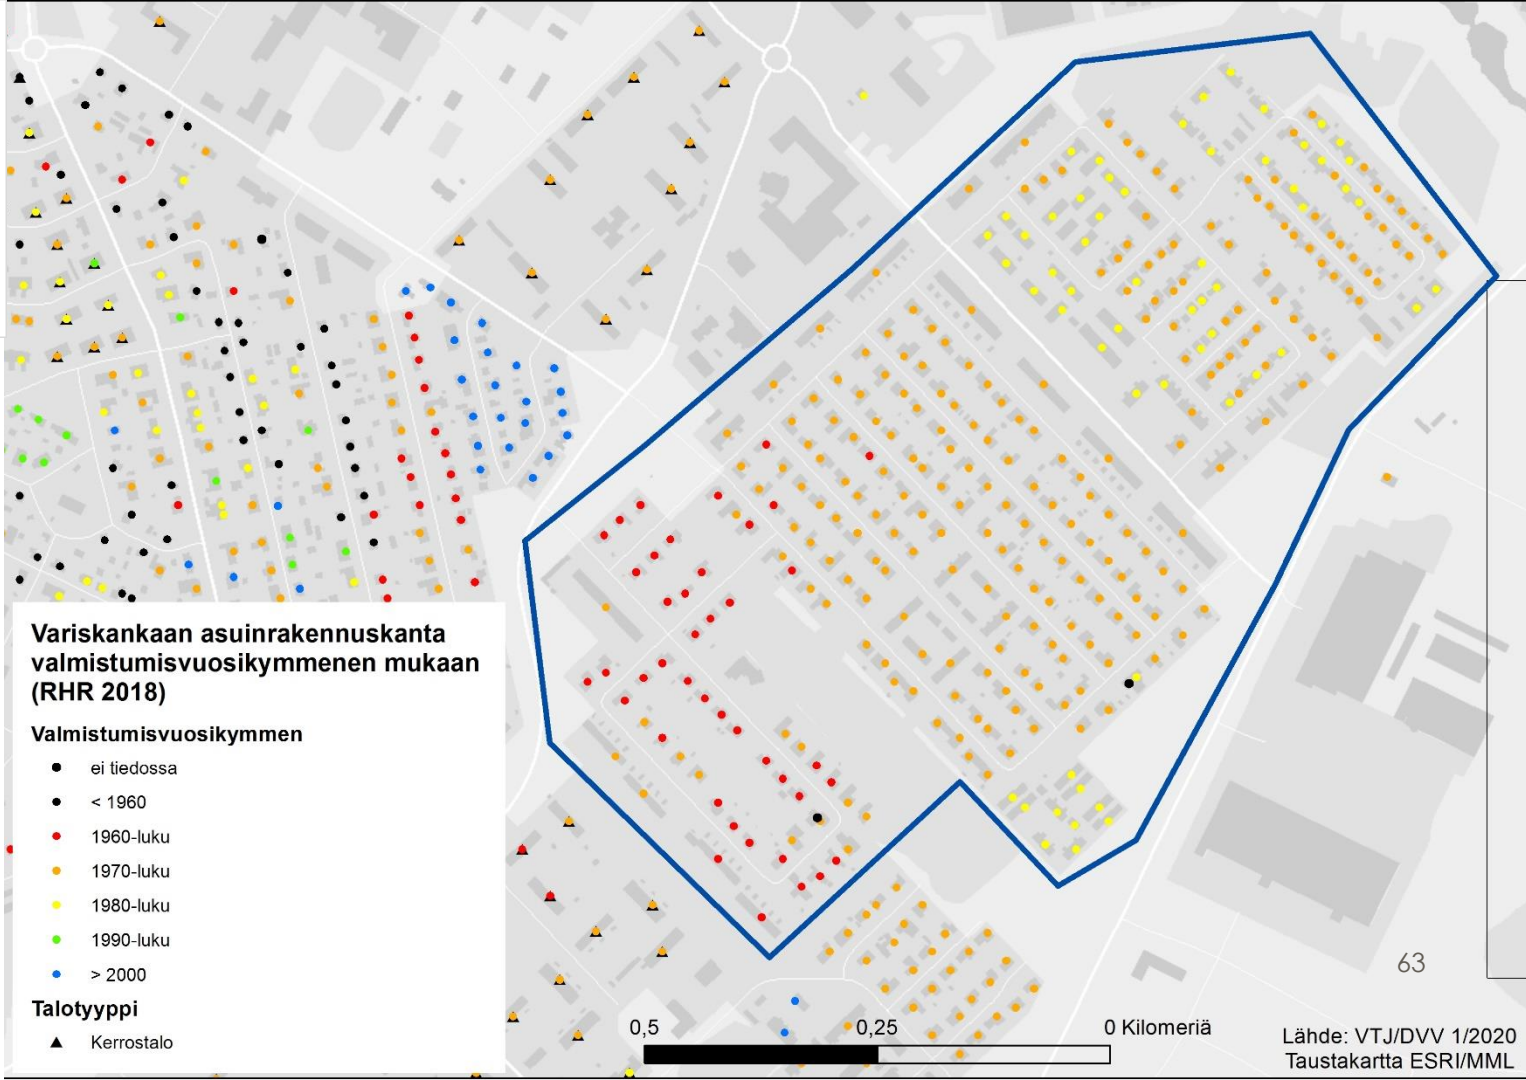 Variskankaan asuinrakennuskanta
valmistumisvuosikymmenen mukaan
(RHR 2018)
Valmistumisvuosikymmen
ei tiedossa
< 1960
1960-luku
1970-luku
1980-luku
1990-luku
> 2000
Talotyyppi
Kerrostalo
0,5
0,25
0 Kilomeriä
63
Lähde: VTJ/DVV 1/2020
Taustakartta ESRI/MML